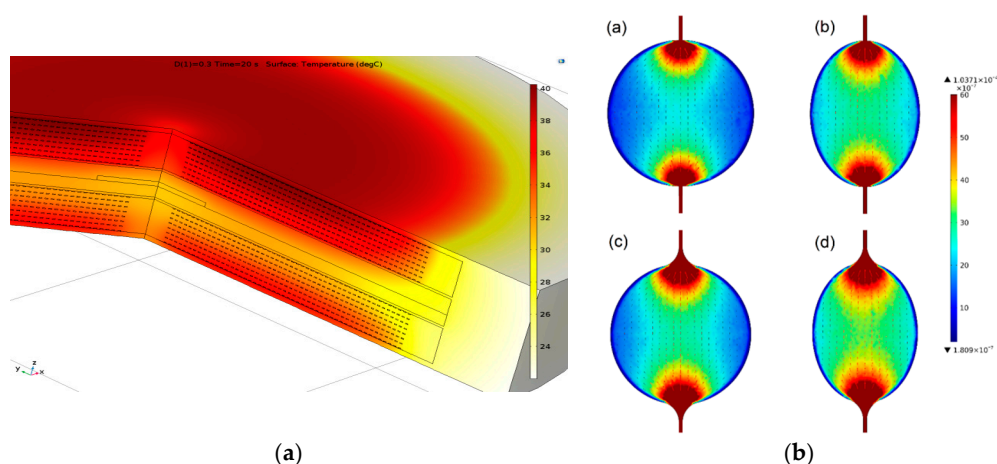 D(1)=0.3 Time=20 s Surface: Temperature (degC)
40
38
36
34
32
30
28
26
24
z
y x
(a)
(a) (b)
(c) (d)
▲ 1.0371×10⁻
×10⁻⁷
60
50
40
30
20
10
▼ 1.809×10⁻⁷
(b)